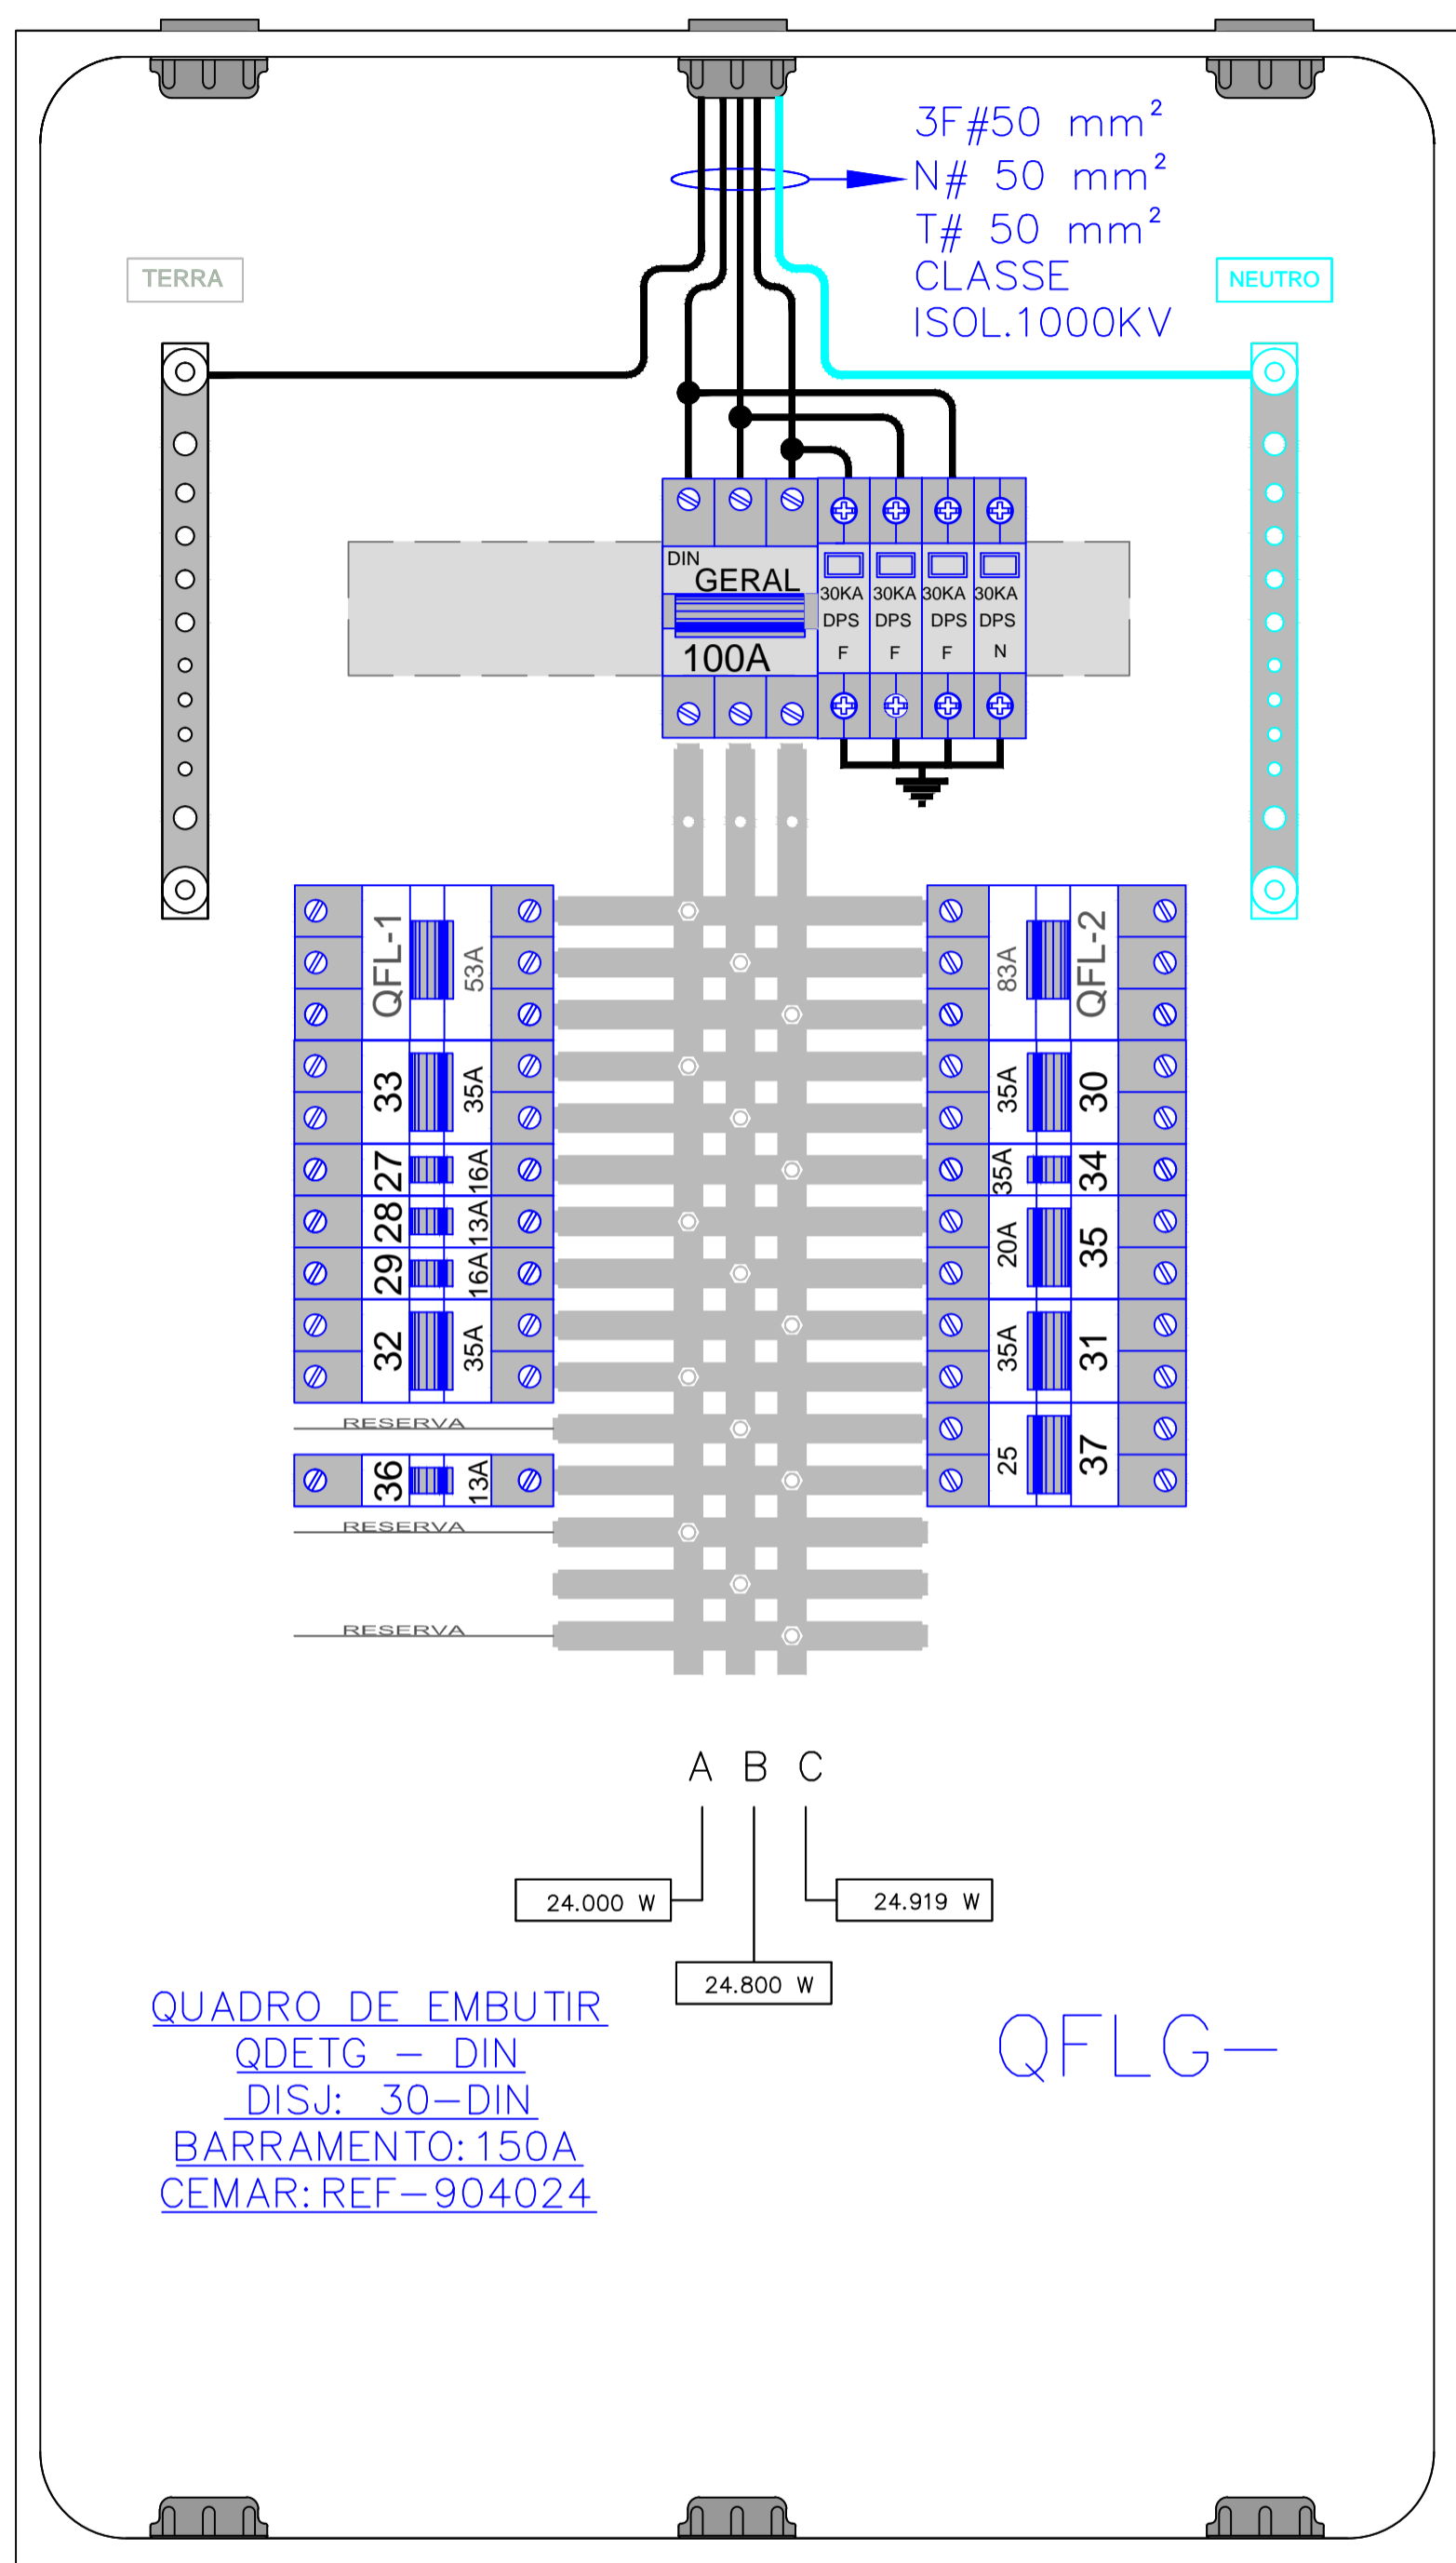 3F#50 mm²
N# 50 mm²
T# 50 mm²
CLASSE
ISOL.1000KV
TERRA
NEUTRO
DIN
GERAL
100A
30KA 30KA 30KA 30KA
DPS DPS DPS DPS
F F F N
QFL-1 53A
33 35A
27 16A
28 13A
29 16A
32 35A
RESERVA
36 13A
RESERVA
RESERVA
83A QFL-2
35A 30
35A 34
20A 35
35A 31
25 37
A B C
24.000 W
24.919 W
24.800 W
QUADRO DE EMBUTIR
QDETG – DIN
DISJ: 30–DIN
BARRAMENTO:150A
CEMAR:REF–904024
QFLG–